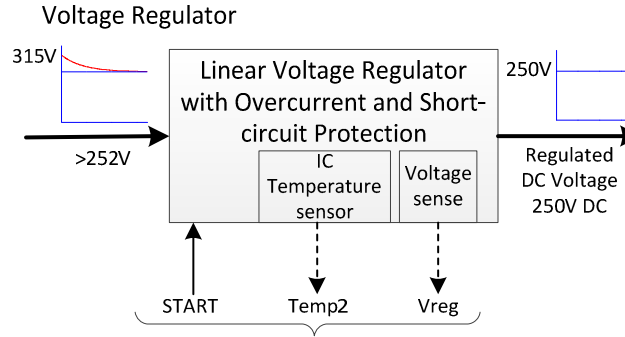 Voltage Regulator
315V
>252V
Linear Voltage Regulator
with Overcurrent and Short-
circuit Protection
IC
Temperature
sensor
Voltage
sense
250V
Regulated
DC Voltage
250V DC
START
Temp2
Vreg